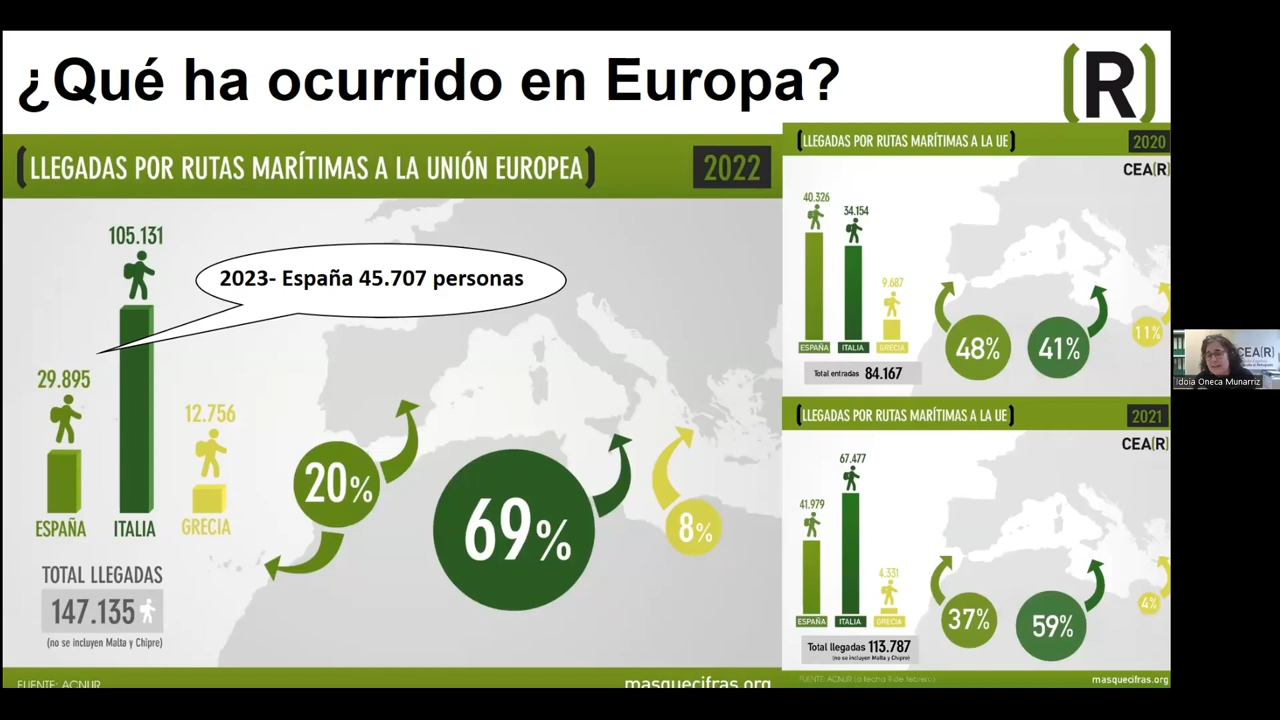 ¿Qué ha ocurrido en Europa?
(R)
(LLEGADAS POR RUTAS MARÍTIMAS A LA UNIÓN EUROPEA)
2022
105.131
2023- España 45.707 personas
29.895
12.756
ESPAÑA
ITALIA
GRECIA
20%
69%
8%
TOTAL LLEGADAS
147.135
(no se incluyen Malta y Chipre)
FUENTE: ACNUR
masquecifras.org
(LLEGADAS POR RUTAS MARÍTIMAS A LA UE)
2020
CEA(R)
40.326
34.154
9.687
ESPAÑA
ITALIA
GRECIA
48%
41%
11%
Total entradas 84.167
(LLEGADAS POR RUTAS MARÍTIMAS A LA UE)
2021
CEA(R)
67.477
41.979
4.331
ESPAÑA
ITALIA
GRECIA
37%
59%
4%
Total llegadas 113.787
(no se incluyen Malta y Chipre)
FUENTE: ACNUR (a fecha 9 de febrero)
masquecifras.org
CEA(R)
Idoia Oneca Munarriz